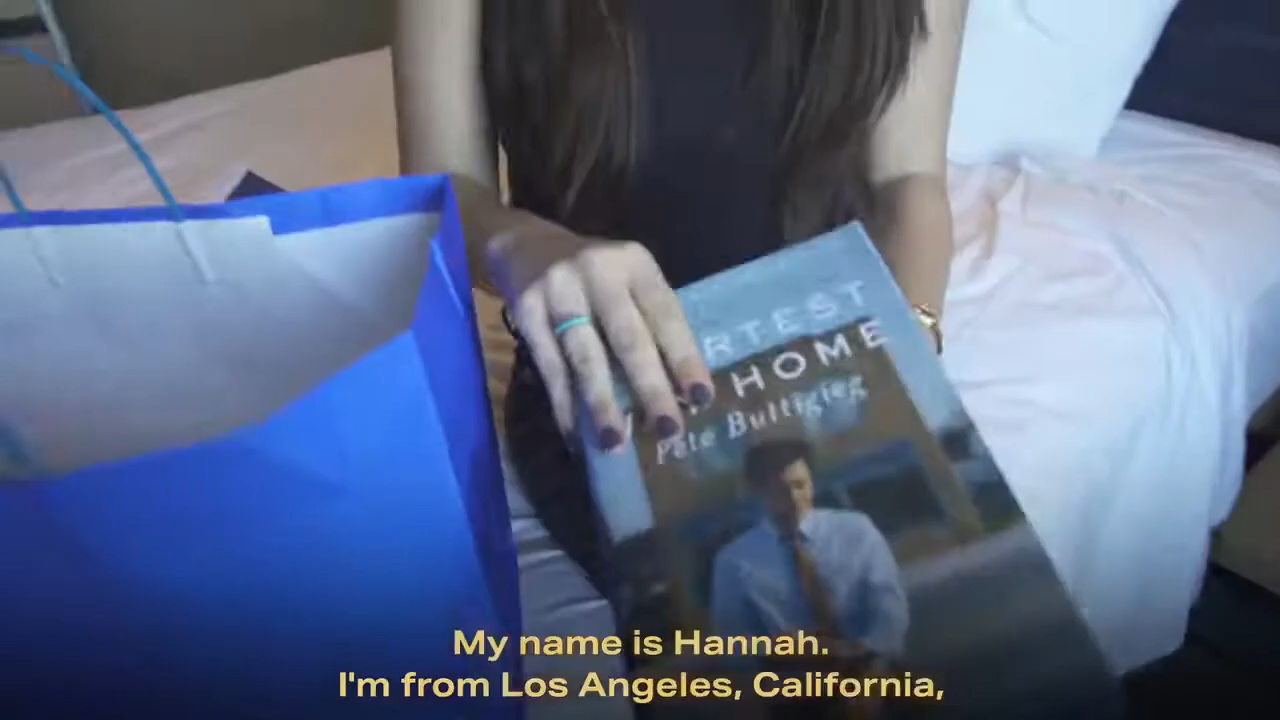 RTEST
HOME
Pete Buttigieg
My name is Hannah.
I'm from Los Angeles, California,